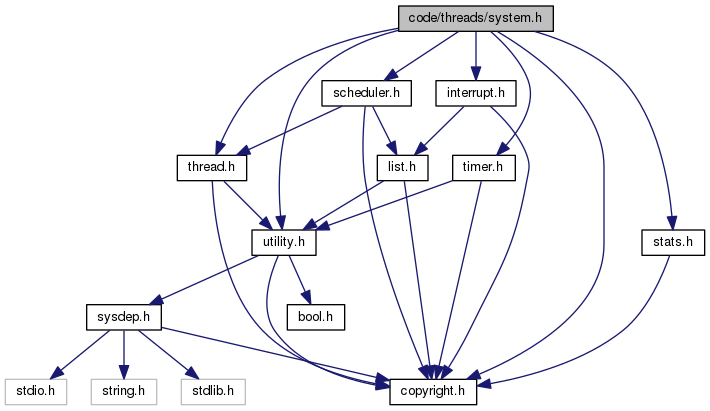 code/threads/system.h
scheduler.h
interrupt.h
thread.h
list.h
timer.h
utility.h
stats.h
sysdep.h
bool.h
stdio.h
string.h
stdlib.h
copyright.h